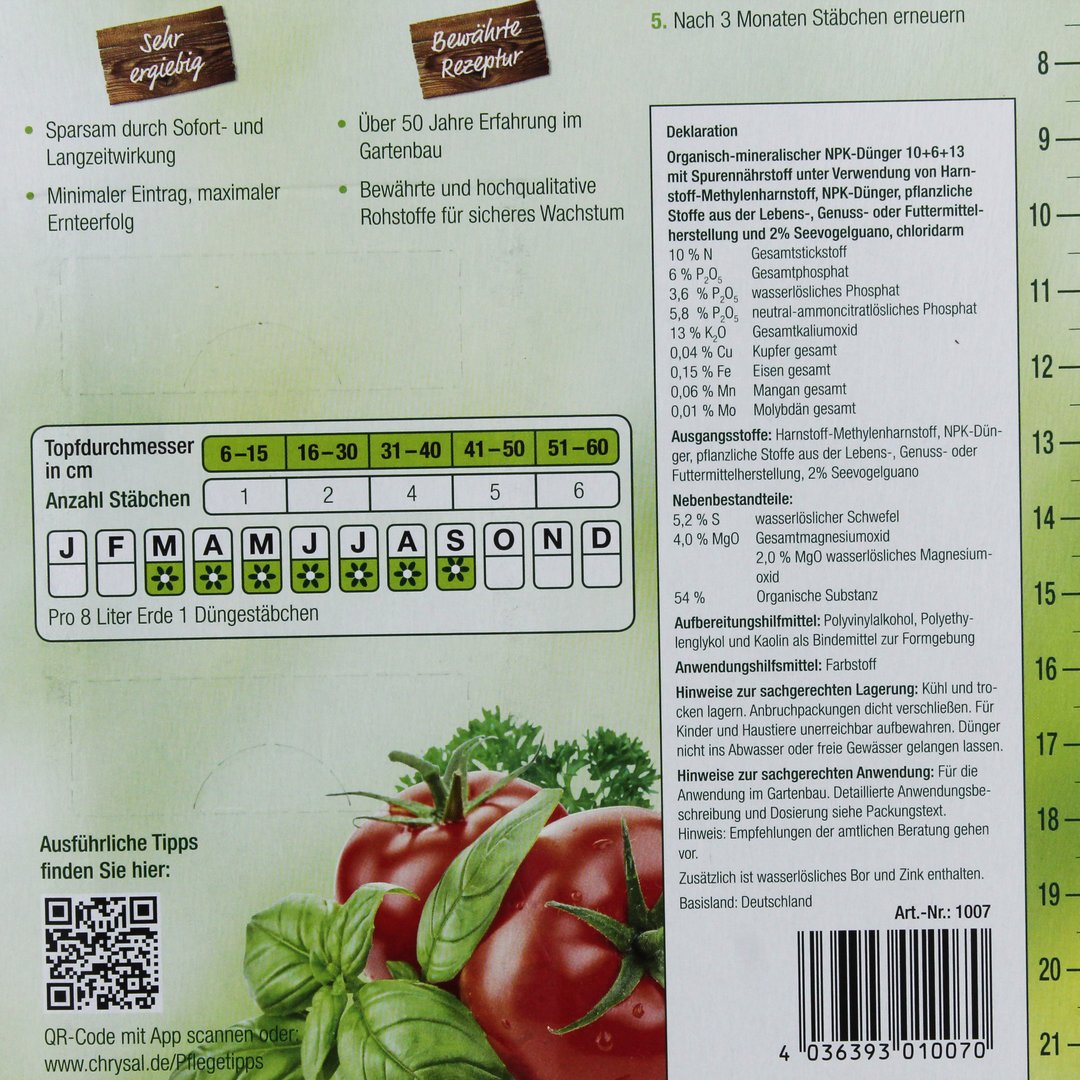 Sehr
ergiebig
• Sparsam durch Sofort- und
Langzeitwirkung
• Minimaler Eintrag, maximaler
Ernteerfolg
Bewährte
Rezeptur
• Über 50 Jahre Erfahrung im
Gartenbau
• Bewährte und hochqualitative
Rohstoffe für sicheres Wachstum
5. Nach 3 Monaten Stäbchen erneuern
Topfdurchmesser
in cm
6–15 16–30 31–40 41–50 51–60
Anzahl Stäbchen 1 2 4 5 6
J F M A M J J A S O N D
Pro 8 Liter Erde 1 Düngestäbchen
Ausführliche Tipps
finden Sie hier:
QR-Code mit App scannen oder:
www.chrysal.de/Pflegetipps
Deklaration
Organisch-mineralischer NPK-Dünger 10+6+13
mit Spurennährstoff unter Verwendung von Harn-
stoff-Methylenharnstoff, NPK-Dünger, pflanzliche
Stoffe aus der Lebens-, Genuss- oder Futtermittel-
herstellung und 2% Seevogelguano, chloridarm
10 % N Gesamtstickstoff
6 % P₂O₅ Gesamtphosphat
3,6 % P₂O₅ wasserlösliches Phosphat
5,8 % P₂O₅ neutral-ammoncitratlösliches Phosphat
13 % K₂O Gesamtkaliumoxid
0,04 % Cu Kupfer gesamt
0,15 % Fe Eisen gesamt
0,06 % Mn Mangan gesamt
0,01 % Mo Molybdän gesamt
Ausgangsstoffe: Harnstoff-Methylenharnstoff, NPK-Dün-
ger, pflanzliche Stoffe aus der Lebens-, Genuss- oder
Futtermittelherstellung, 2% Seevogelguano
Nebenbestandteile:
5,2 % S wasserlöslicher Schwefel
4,0 % MgO Gesamtmagnesiumoxid
2,0 % MgO wasserlösliches Magnesium-
oxid
54 % Organische Substanz
Aufbereitungshilfmittel: Polyvinylalkohol, Polyethy-
lenglykol und Kaolin als Bindemittel zur Formgebung
Anwendungshilfsmittel: Farbstoff
Hinweise zur sachgerechten Lagerung: Kühl und tro-
cken lagern. Anbruchpackungen dicht verschließen. Für
Kinder und Haustiere unerreichbar aufbewahren. Dünger
nicht ins Abwasser oder freie Gewässer gelangen lassen.
Hinweise zur sachgerechten Anwendung: Für die
Anwendung im Gartenbau. Detaillierte Anwendungsbe-
schreibung und Dosierung siehe Packungstext.
Hinweis: Empfehlungen der amtlichen Beratung gehen
vor.
Zusätzlich ist wasserlösliches Bor und Zink enthalten.
Basisland: Deutschland
Art.-Nr.: 1007
4 036393 010070
8
9
10
11
12
13
14
15
16
17
18
19
20
21